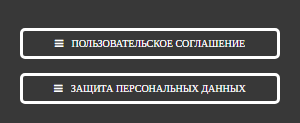 ПОЛЬЗОВАТЕЛЬСКОЕ СОГЛАШЕНИЕ
ЗАЩИТА ПЕРСОНАЛЬНЫХ ДАННЫХ